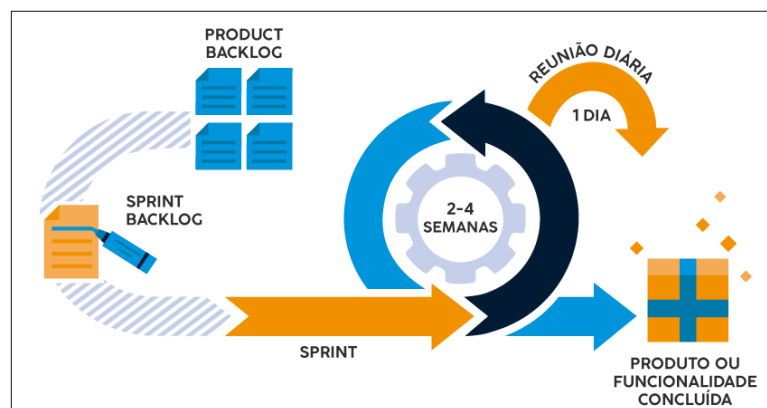 PRODUCT
BACKLOG
REUNIÃO DIÁRIA
1 DIA
SPRINT
BACKLOG
2-4
SEMANAS
SPRINT
PRODUTO OU
FUNCIONALIDADE
CONCLUÍDA